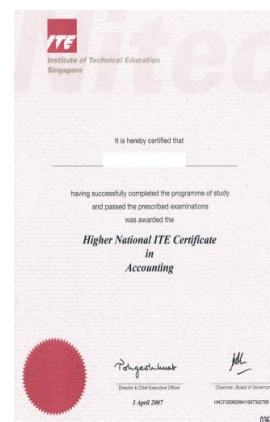 ITE
Institute of Technical Education
Singapore
It is hereby certified that
having successfully completed the programme of study
and passed the prescribed examinations
was awarded the
Higher National ITE Certificate
in
Accounting
Director & Chief Executive Officer
Chairman, Board of Governor
3 April 2007
036